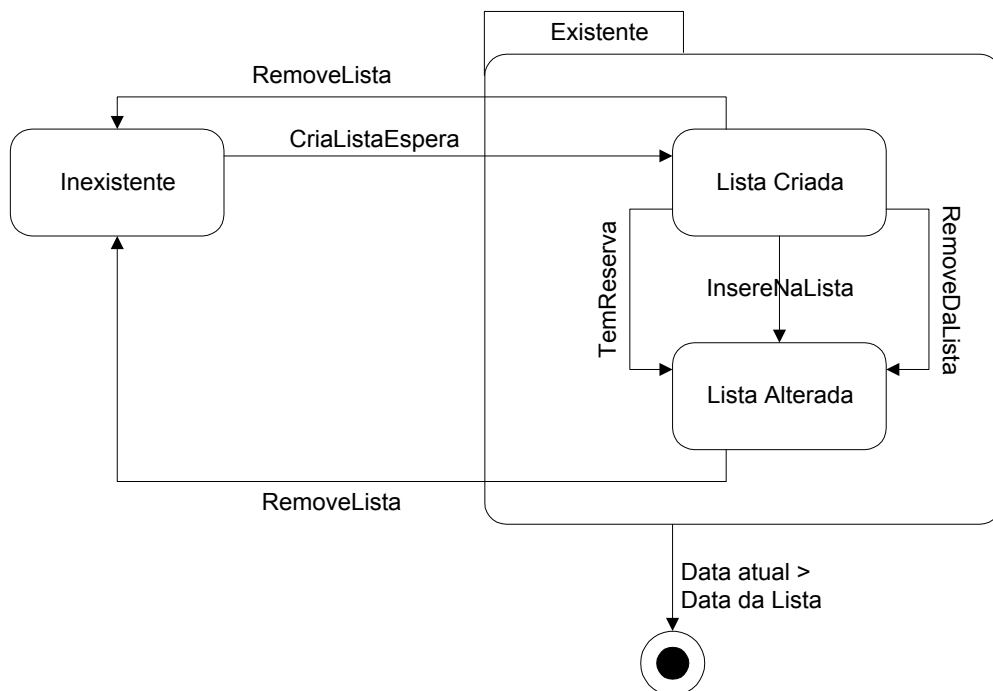 Existente
RemoveLista
CriaListaEspera
Inexistente
Lista Criada
TemReserva
InsereNaLista
RemoveDaLista
Lista Alterada
RemoveLista
Data atual >
Data da Lista